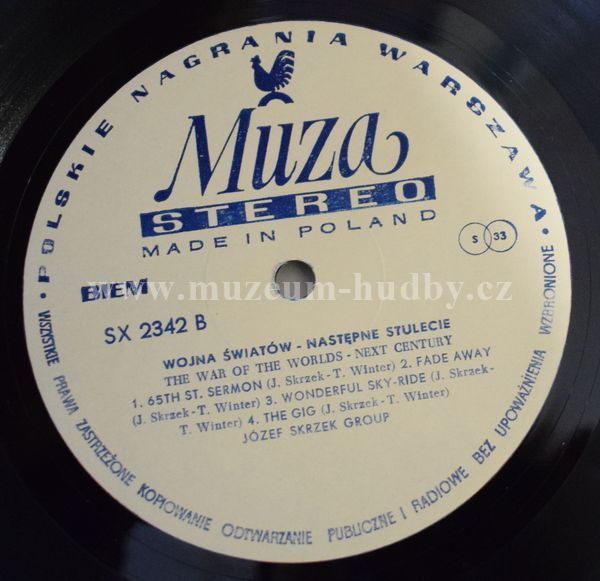 • POLSKIE NAGRANIA WARSZAWA •
Muza
STEREO
MADE IN POLAND
S 33
BIEM
www.muzeum-hudby.cz
SX 2342 B
WOJNA ŚWIATÓW - NASTĘPNE STULECIE
THE WAR OF THE WORLDS - NEXT CENTURY
1. 65TH ST. SERMON (J. Skrzek-T. Winter) 2. FADE AWAY
(J. Skrzek-T. Winter) 3. WONDERFUL SKY-RIDE (J. Skrzek-
T. Winter) 4. THE GIG (J. Skrzek-T. Winter)
JÓZEF SKRZEK GROUP
WSZYSTKIE PRAWA ZASTRZEŻONE KOPIOWANIE ODTWARZANIE PUBLICZNE I RADIOWE BEZ UPOWAŻNIENIA WZBRONIONE